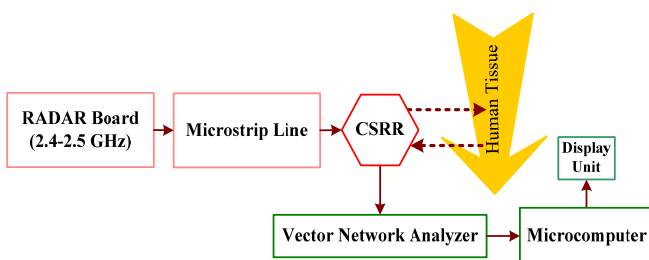 RADAR Board
(2.4-2.5 GHz)
Microstrip Line
CSRR
Human Tissue
Display
Unit
Vector Network Analyzer
Microcomputer